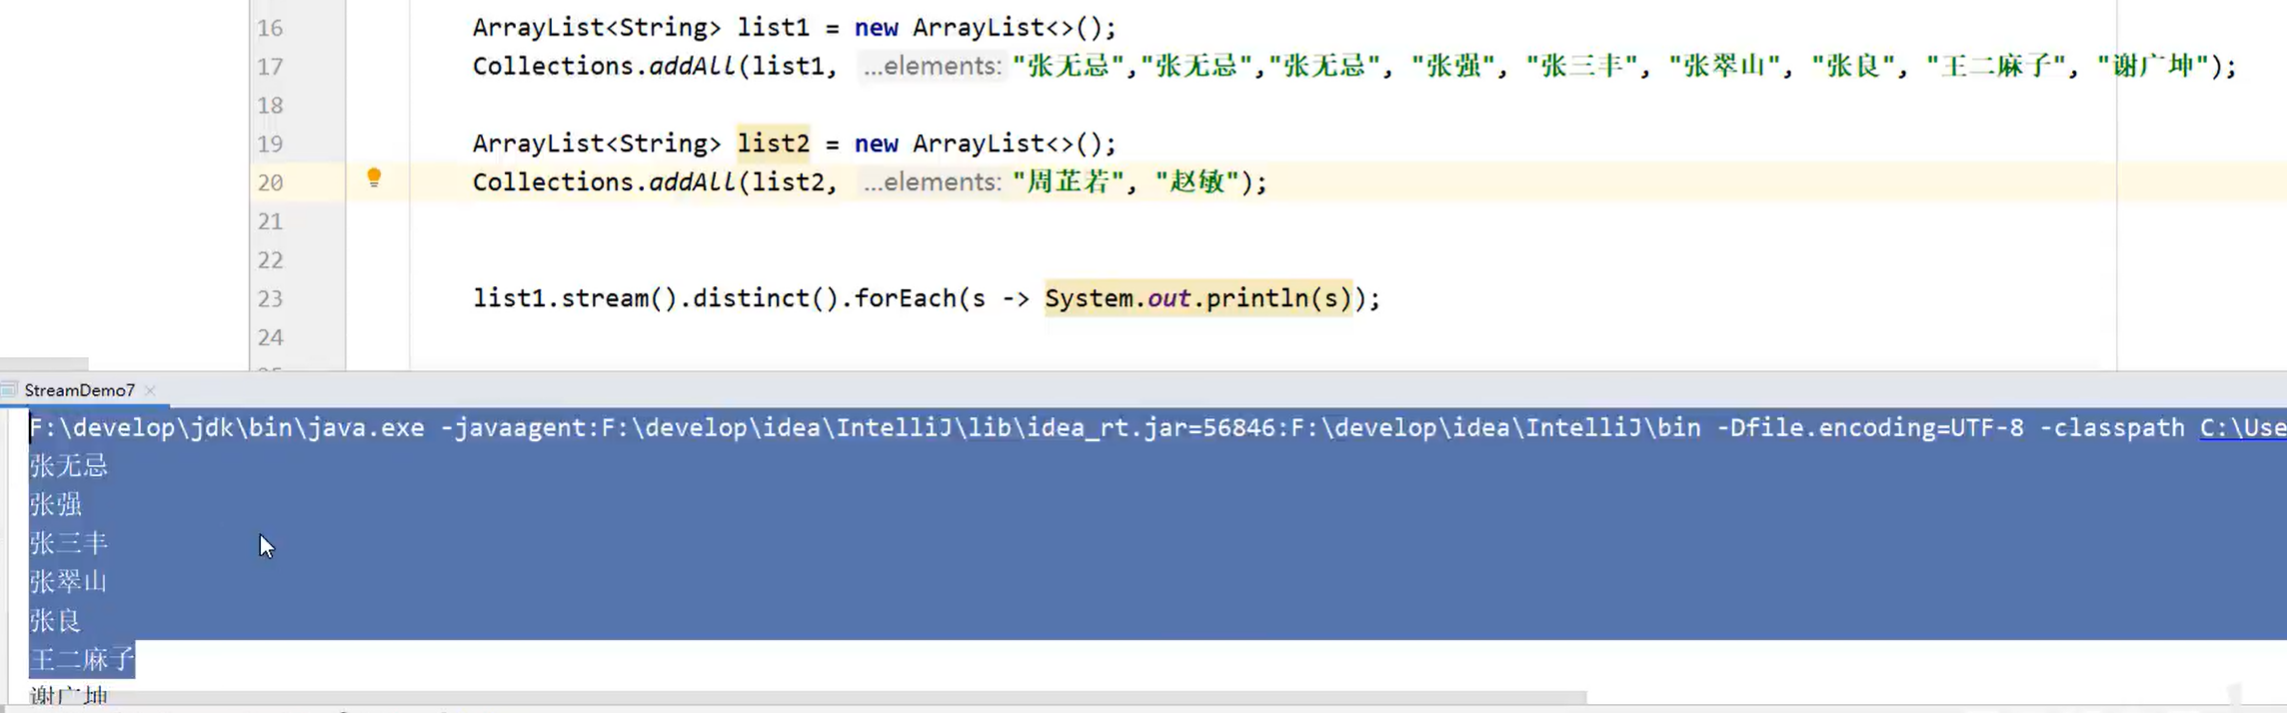 16 ArrayList<String> list1 = new ArrayList<>();
17 Collections.addAll(list1, ...elements: "张无忌","张无忌","张无忌", "张强", "张三丰", "张翠山", "张良", "王二麻子", "谢广坤");
18
19 ArrayList<String> list2 = new ArrayList<>();
20 Collections.addAll(list2, ...elements: "周芷若", "赵敏");
21
22
23 list1.stream().distinct().forEach(s -> System.out.println(s));
24
StreamDemo7
F:\develop\jdk\bin\java.exe -javaagent:F:\develop\idea\IntelliJ\lib\idea_rt.jar=56846:F:\develop\idea\IntelliJ\bin -Dfile.encoding=UTF-8 -classpath C:\Use
张无忌
张强
张三丰
张翠山
张良
王二麻子
谢广坤